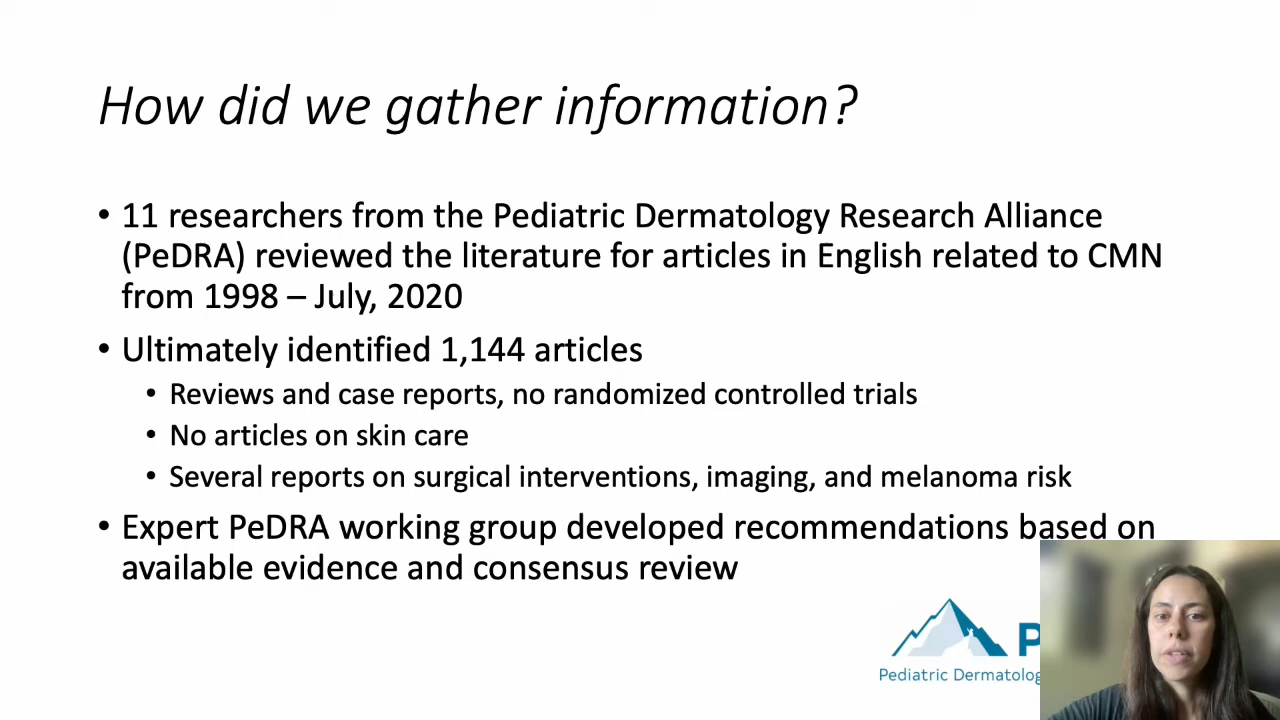 How did we gather information?
• 11 researchers from the Pediatric Dermatology Research Alliance
(PeDRA) reviewed the literature for articles in English related to CMN
from 1998 – July, 2020
• Ultimately identified 1,144 articles
• Reviews and case reports, no randomized controlled trials
• No articles on skin care
• Several reports on surgical interventions, imaging, and melanoma risk
• Expert PeDRA working group developed recommendations based on
available evidence and consensus review
P
Pediatric Dermatolog